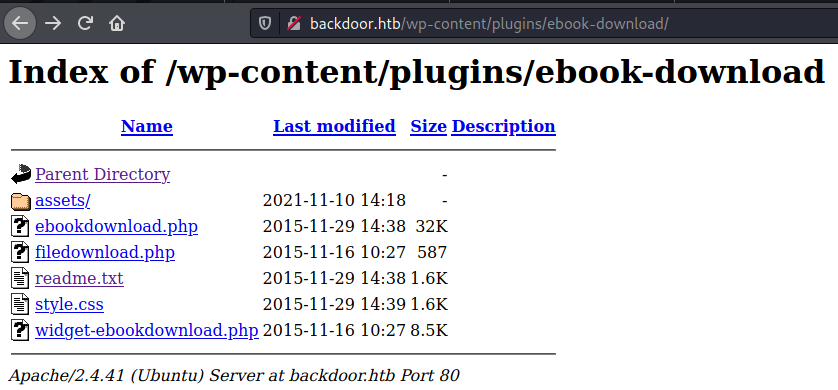 backdoor.htb/wp-content/plugins/ebook-download/
Index of /wp-content/plugins/ebook-download
Name Last modified Size Description
Parent Directory -
assets/ 2021-11-10 14:18 -
ebookdownload.php 2015-11-29 14:38 32K
filedownload.php 2015-11-16 10:27 587
readme.txt 2015-11-29 14:38 1.6K
style.css 2015-11-29 14:39 1.6K
widget-ebookdownload.php 2015-11-16 10:27 8.5K
Apache/2.4.41 (Ubuntu) Server at backdoor.htb Port 80